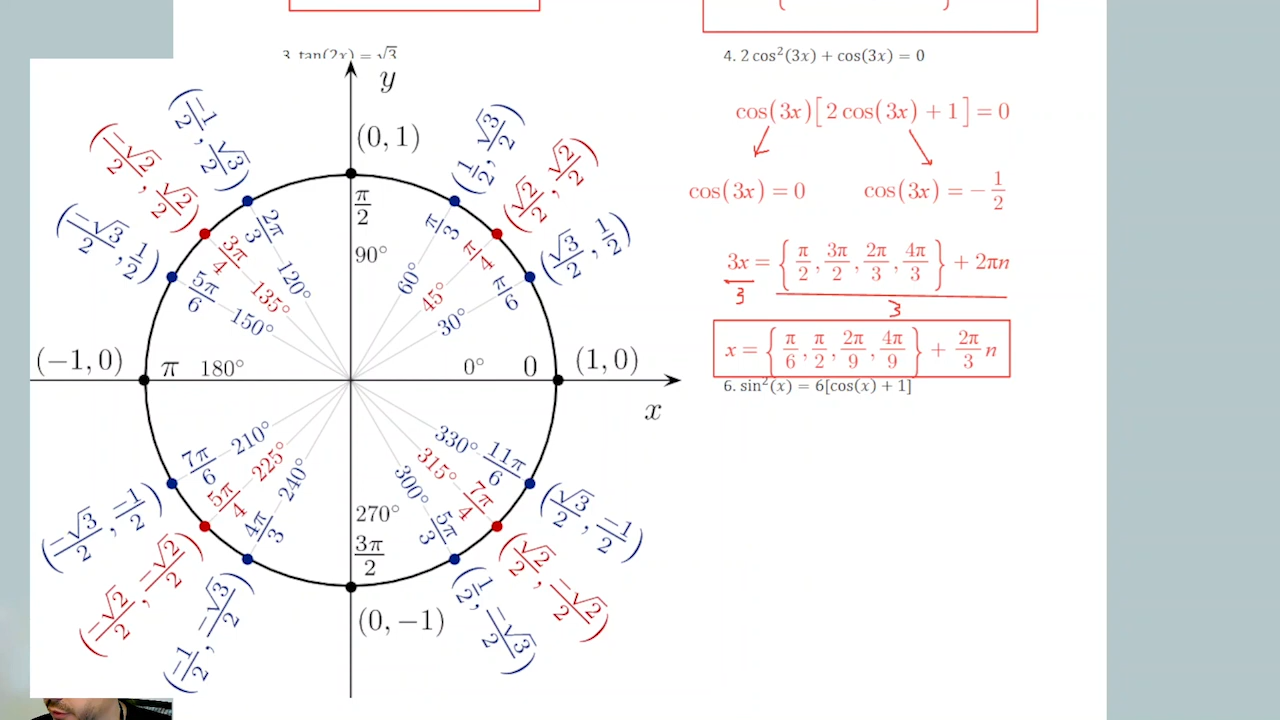 3. tan(2x) = √3
4. 2 cos²(3x) + cos(3x) = 0
cos(3x)[2 cos(3x) + 1] = 0
cos(3x) = 0
cos(3x) = -1/2
3x = {π/2, 3π/2, 2π/3, 4π/3} + 2πn
3
3
x = {π/6, π/2, 2π/9, 4π/9} + 2π/3 n
6. sin²(x) = 6[cos(x) + 1]
y
x
(0, 1)
π/2
90°
(1/2, √3/2)
π/3
60°
(√2/2, √2/2)
π/4
45°
(√3/2, 1/2)
π/6
30°
(1, 0)
0
0°
(-1/2, √3/2)
2π/3
120°
(-√2/2, √2/2)
3π/4
135°
(-√3/2, 1/2)
5π/6
150°
(−1, 0)
π
180°
(-√3/2, -1/2)
7π/6
210°
(-√2/2, -√2/2)
5π/4
225°
(-1/2, -√3/2)
4π/3
240°
270°
3π/2
(0, −1)
300°
5π/3
(1/2, -√3/2)
315°
7π/4
(√2/2, -√2/2)
330°
11π/6
(√3/2, -1/2)